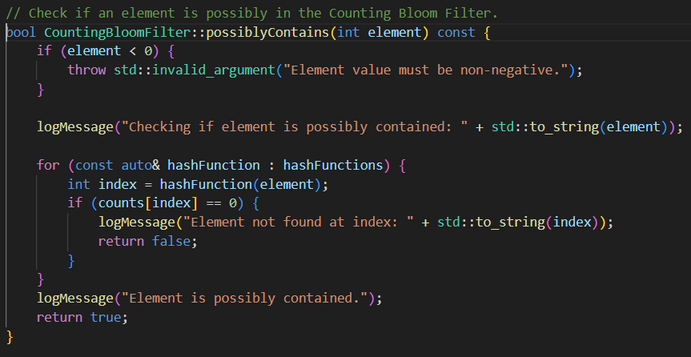 // Check if an element is possibly in the Counting Bloom Filter.
bool CountingBloomFilter::possiblyContains(int element) const {
    if (element < 0) {
        throw std::invalid_argument("Element value must be non-negative.");
    }

    logMessage("Checking if element is possibly contained: " + std::to_string(element));

    for (const auto& hashFunction : hashFunctions) {
        int index = hashFunction(element);
        if (counts[index] == 0) {
            logMessage("Element not found at index: " + std::to_string(index));
            return false;
        }
    }
    logMessage("Element is possibly contained.");
    return true;
}